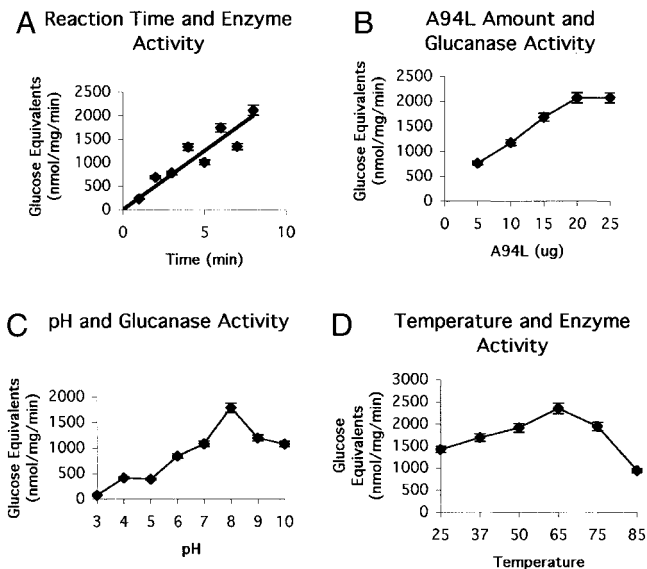 A
Reaction Time and Enzyme
Activity
Glucose Equivalents
(nmol/mg/min)
2500
2000
1500
1000
500
0
0 5 10
Time (min)
B
A94L Amount and
Glucanase Activity
Glucose Equivalents
(nmol/mg/min)
2500
2000
1500
1000
500
0
0 5 10 15 20 25
A94L (ug)
C
pH and Glucanase Activity
Glucose Equivalents
(nmol/mg/min)
2000
1500
1000
500
0
3 4 5 6 7 8 9 10
pH
D
Temperature and Enzyme
Activity
Glucose
Equivalents
(nmol/mg/min)
3000
2500
2000
1500
1000
500
0
25 37 50 65 75 85
Temperature